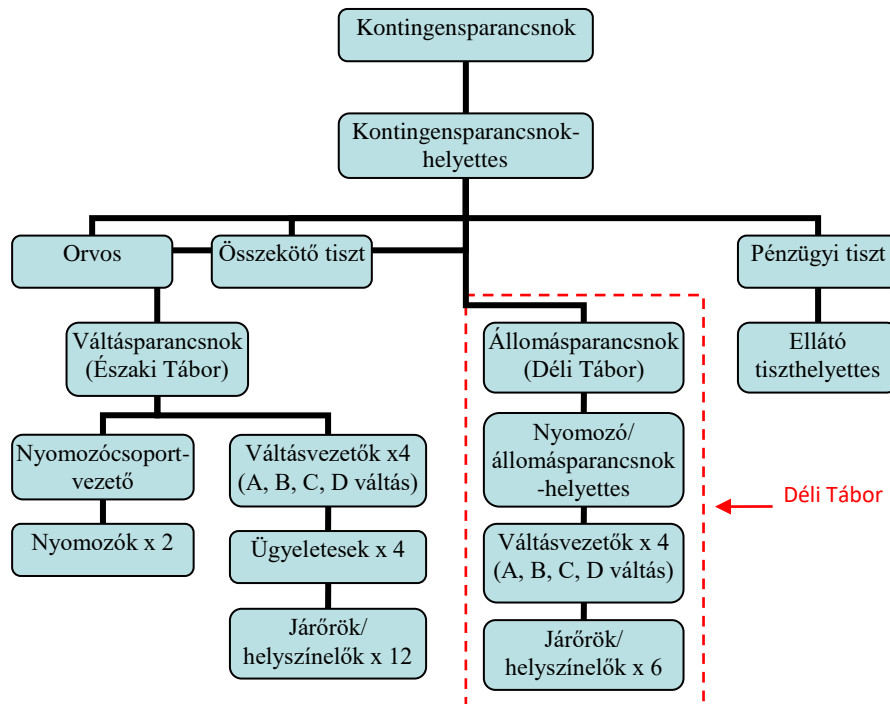 Kontingensparancsnok
Kontingensparancsnok-
helyettes
Orvos
Összekötő tiszt
Pénzügyi tiszt
Váltásparancsnok
(Északi Tábor)
Állomásparancsnok
(Déli Tábor)
Ellátó
tiszthelyettes
Nyomozócsoport-
vezető
Váltásvezetők x4
(A, B, C, D váltás)
Nyomozó/
állomásparancsnok
-helyettes
Déli Tábor
Nyomozók x 2
Ügyeletesek x 4
Váltásvezetők x 4
(A, B, C, D váltás)
Járőrök/
helyszínelők x 12
Járőrök/
helyszínelők x 6